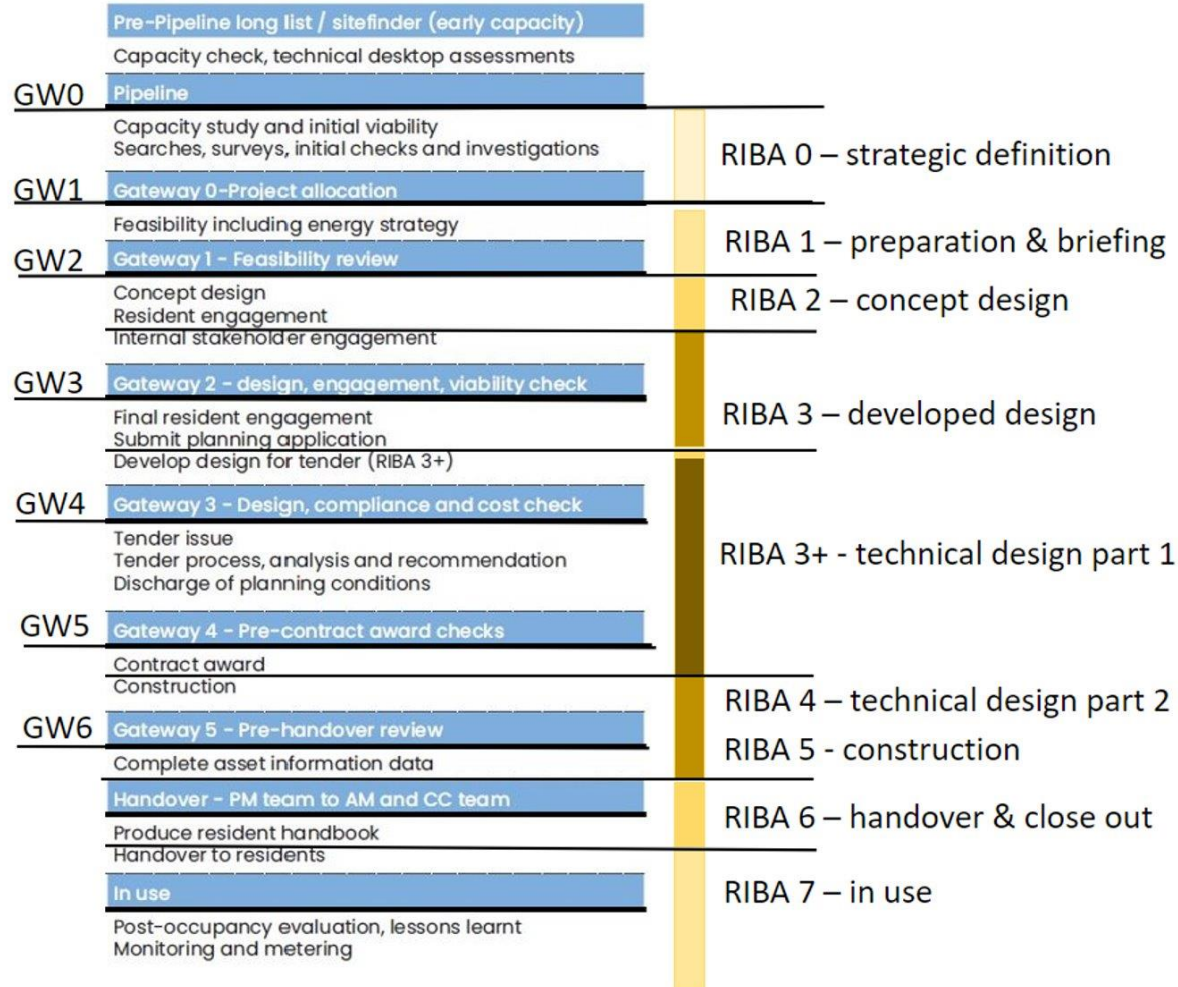 Pre-Pipeline long list / sitefinder (early capacity)
Capacity check, technical desktop assessments
GW0
Pipeline
Capacity study and initial viability
Searches, surveys, initial checks and investigations
RIBA 0 – strategic definition
GW1
Gateway 0-Project allocation
Feasibility including energy strategy
RIBA 1 – preparation & briefing
GW2
Gateway 1 - Feasibility review
Concept design
RIBA 2 – concept design
Resident engagement
Internal stakeholder engagement
GW3
Gateway 2 - design, engagement, viability check
Final resident engagement
RIBA 3 – developed design
Submit planning application
Develop design for tender (RIBA 3+)
GW4
Gateway 3 - Design, compliance and cost check
Tender issue
Tender process, analysis and recommendation
RIBA 3+ - technical design part 1
Discharge of planning conditions
GW5
Gateway 4 - Pre-contract award checks
Contract award
Construction
RIBA 4 – technical design part 2
GW6
Gateway 5 - Pre-handover review
RIBA 5 - construction
Complete asset information data
Handover - PM team to AM and CC team
RIBA 6 – handover & close out
Produce resident handbook
Handover to residents
In use
RIBA 7 – in use
Post-occupancy evaluation, lessons learnt
Monitoring and metering